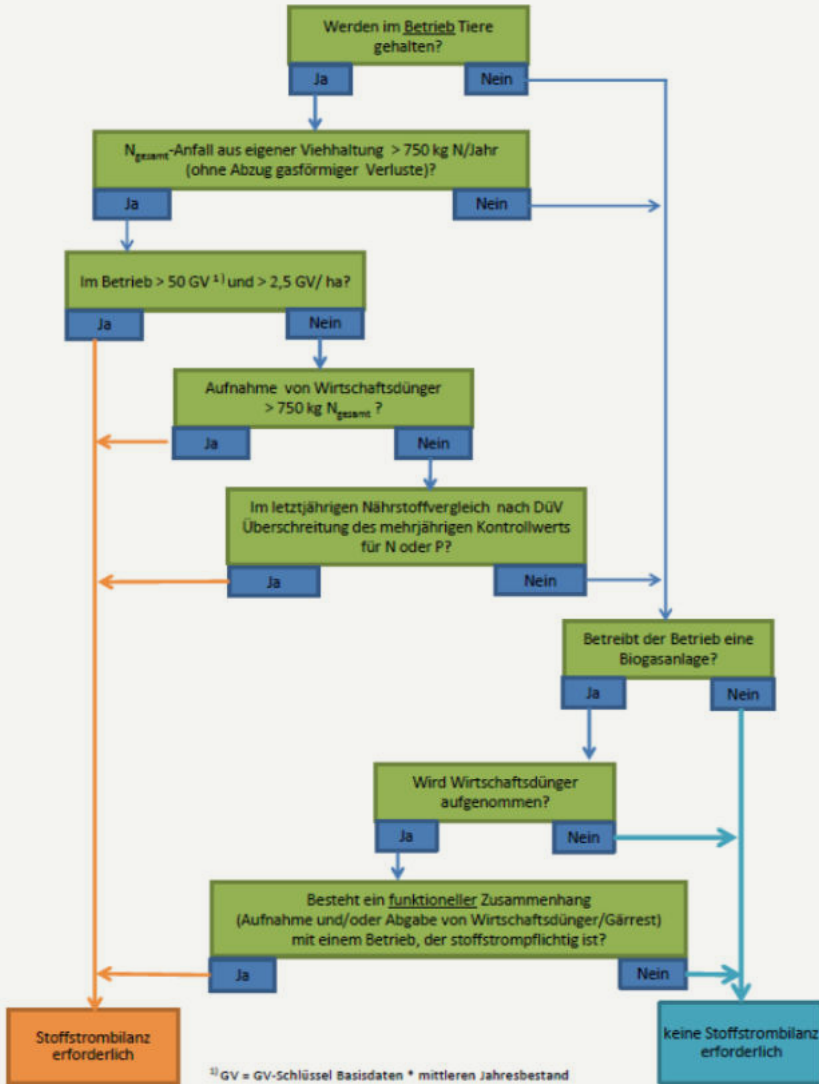 Werden im Betrieb Tiere
gehalten?
Ja
Nein
Ngesamt-Anfall aus eigener Viehhaltung > 750 kg N/Jahr
(ohne Abzug gasförmiger Verluste)?
Ja
Nein
Im Betrieb > 50 GV 1) und > 2,5 GV/ ha?
Ja
Nein
Aufnahme von Wirtschaftsdünger
> 750 kg Ngesamt ?
Ja
Nein
Im letztjährigen Nährstoffvergleich nach DüV
Überschreitung des mehrjährigen Kontrollwerts
für N oder P?
Ja
Nein
Betreibt der Betrieb eine
Biogasanlage?
Ja
Nein
Wird Wirtschaftsdünger
aufgenommen?
Ja
Nein
Besteht ein funktioneller Zusammenhang
(Aufnahme und/oder Abgabe von Wirtschaftsdünger/Gärrest)
mit einem Betrieb, der stoffstrompflichtig ist?
Ja
Nein
Stoffstrombilanz
erforderlich
keine Stoffstrombilanz
erforderlich
1) GV = GV-Schlüssel Basisdaten * mittleren Jahresbestand